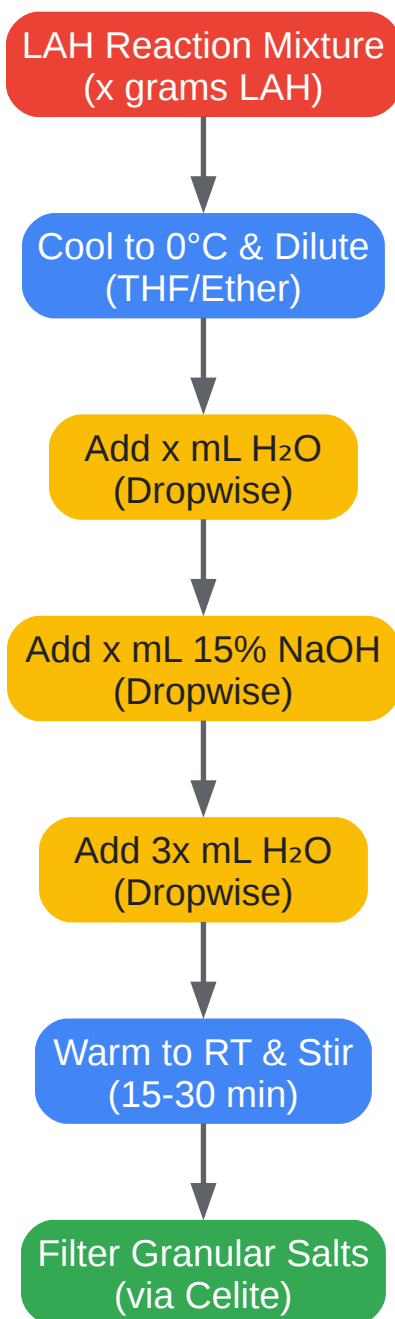 LAH Reaction Mixture
(x grams LAH)
Cool to 0°C & Dilute
(THF/Ether)
Add x mL H₂O
(Dropwise)
Add x mL 15% NaOH
(Dropwise)
Add 3x mL H₂O
(Dropwise)
Warm to RT & Stir
(15-30 min)
Filter Granular Salts
(via Celite)